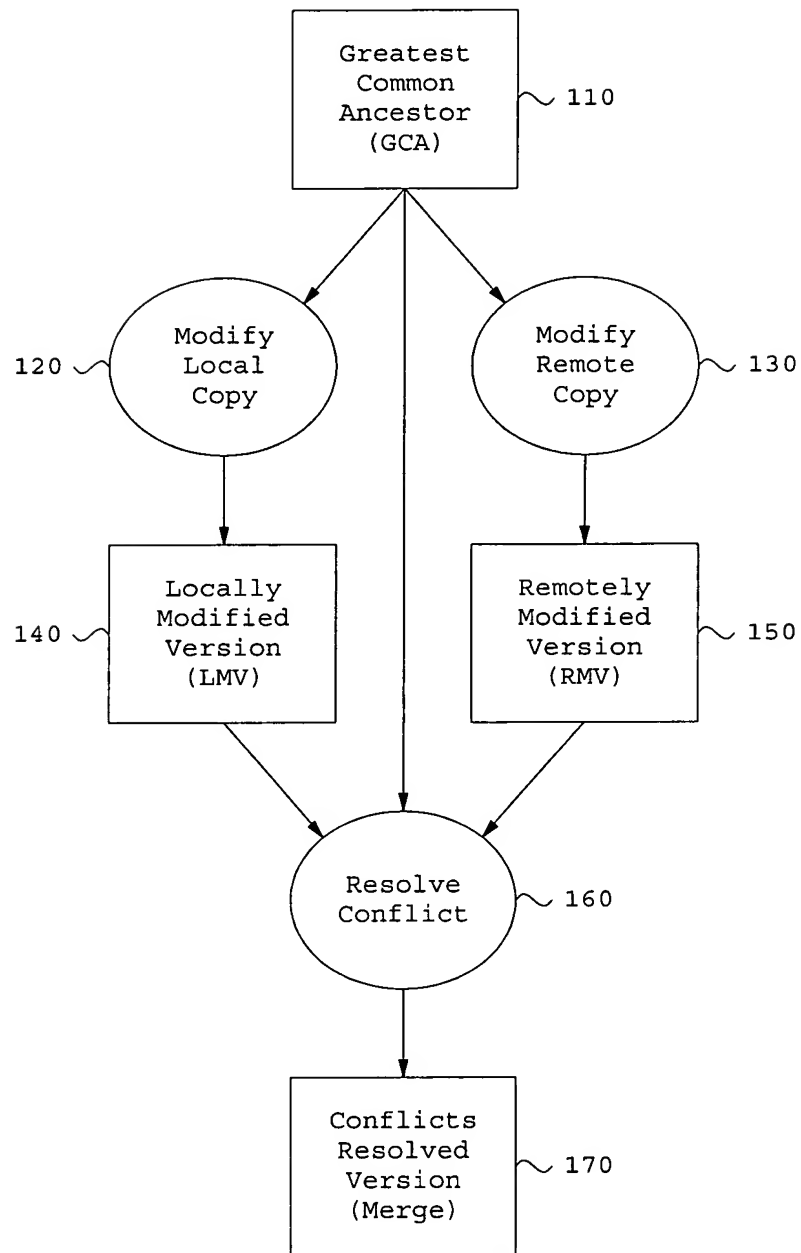 Greatest
Common
Ancestor
(GCA)
110
Modify
Local
Copy
120
Modify
Remote
Copy
130
Locally
Modified
Version
(LMV)
140
Remotely
Modified
Version
(RMV)
150
Resolve
Conflict
160
Conflicts
Resolved
Version
(Merge)
170